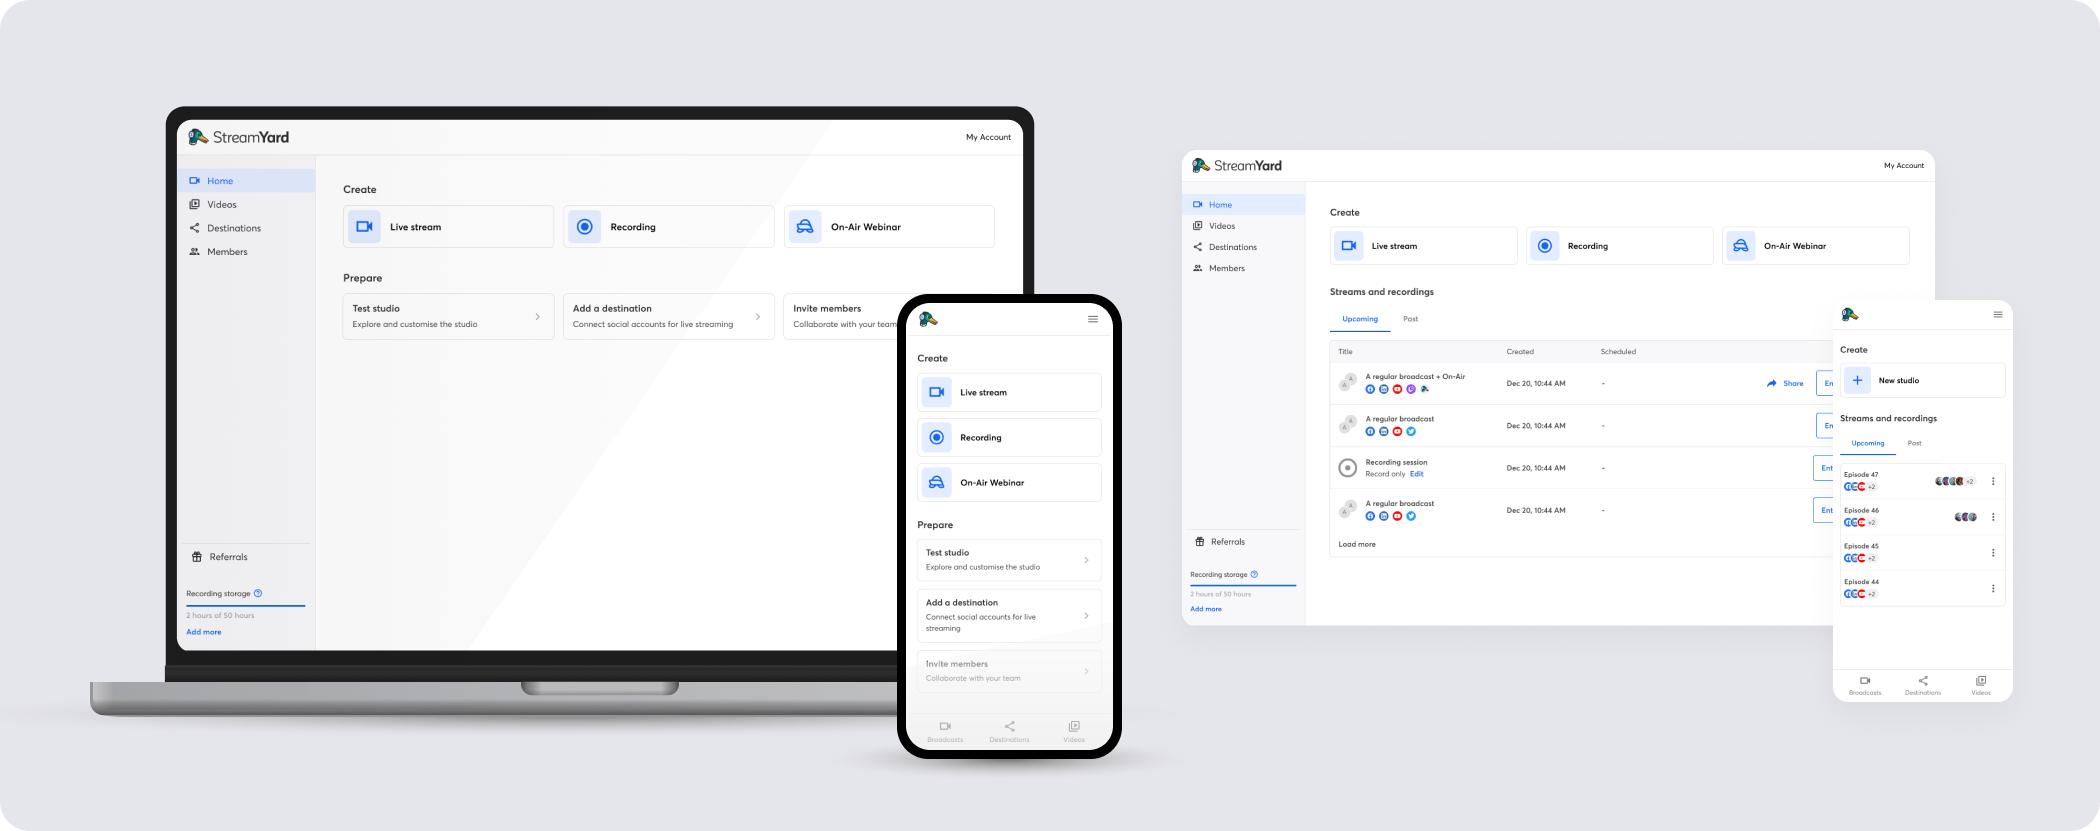 StreamYard
My Account
Home
Videos
Destinations
Members
Referrals
Recording storage
2 hours of 50 hours
Add more
Create
Live stream
Recording
On-Air Webinar
Prepare
Test studio
Explore and customise the studio
Add a destination
Connect social accounts for live streaming
Invite members
Collaborate with your team
Create
Live stream
Recording
On-Air Webinar
Prepare
Test studio
Explore and customise the studio
Add a destination
Connect social accounts for live
streaming
Invite members
Collaborate with your team
Broadcasts Destinations Videos
StreamYard
My Account
Home
Videos
Destinations
Members
Referrals
Recording storage
2 hours of 50 hours
Add more
Create
Live stream
Recording
On-Air Webinar
Streams and recordings
Upcoming Past
Title Created Scheduled
A A
A regular broadcast + On-Air
Dec 20, 10:44 AM - Share En
A A
A regular broadcast
Dec 20, 10:44 AM - En
Recording session
Record only Edit
Dec 20, 10:44 AM - Ent
A A
A regular broadcast
Dec 20, 10:44 AM - Ent
Load more
Create
New studio
Streams and recordings
Upcoming Past
Episode 47
+2 +2
Episode 46
+2
Episode 45
+2
Episode 44
+2
Broadcasts Destinations Videos